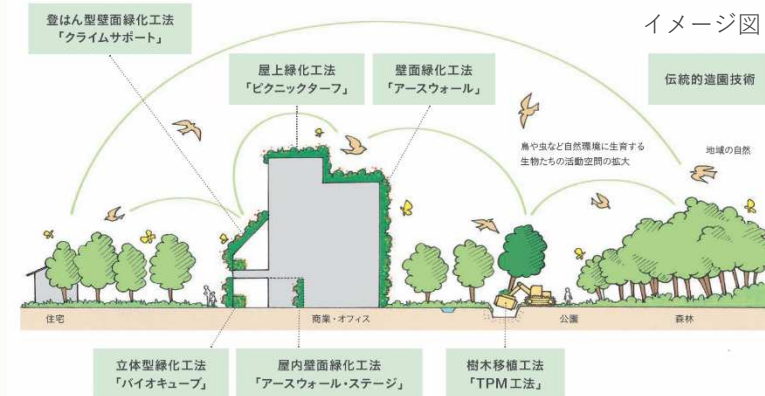 イメージ図
登はん型壁面緑化工法
「クライムサポート」
屋上緑化工法
「ピクニックターフ」
壁面緑化工法
「アースウォール」
伝統的造園技術
鳥や虫など自然環境に生育する
生物たちの活動空間の拡大
地域の自然
住宅
商業・オフィス
公園
森林
立体型緑化工法
「バイオキューブ」
屋内壁面緑化工法
「アースウォール・ステージ」
樹木移植工法
「TPM工法」